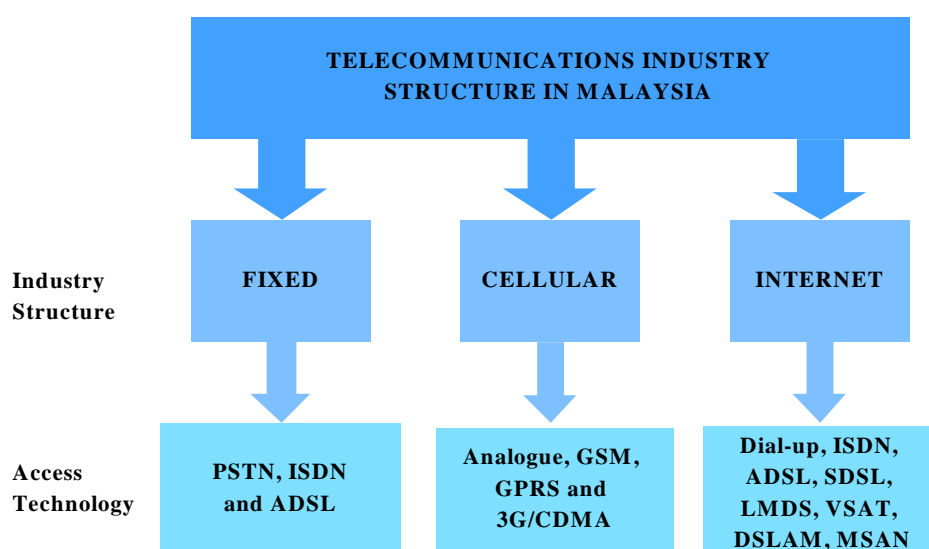 TELECOMMUNICATIONS INDUSTRY
STRUCTURE IN MALAYSIA
Industry
Structure
FIXED
CELLULAR
INTERNET
Access
Technology
PSTN, ISDN
and ADSL
Analogue, GSM,
GPRS and
3G/CDMA
Dial-up, ISDN,
ADSL, SDSL,
LMDS, VSAT,
DSLAM, MSAN